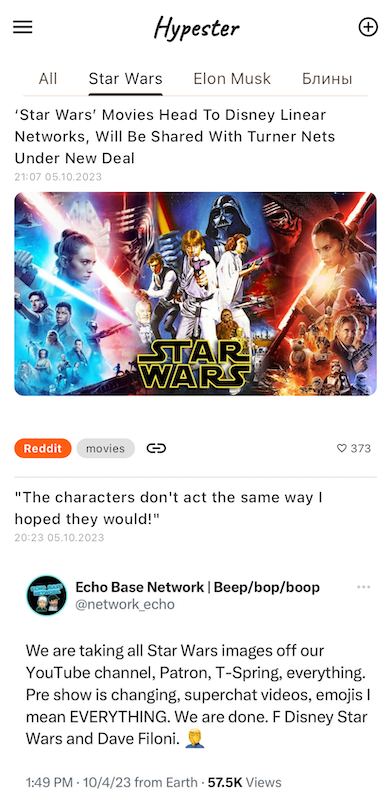 Hypester
All Star Wars Elon Musk Блины
‘Star Wars’ Movies Head To Disney Linear
Networks, Will Be Shared With Turner Nets
Under New Deal
21:07 05.10.2023
STAR
WARS
Reddit movies 373
"The characters don't act the same way I
hoped they would!"
20:23 05.10.2023
Echo Base Network | Beep/bop/boop
@network_echo
We are taking all Star Wars images off our
YouTube channel, Patron, T-Spring, everything.
Pre show is changing, superchat videos, emojis I
mean EVERYTHING. We are done. F Disney Star
Wars and Dave Filoni. 🤦‍♂️
1:49 PM · 10/4/23 from Earth · 57.5K Views